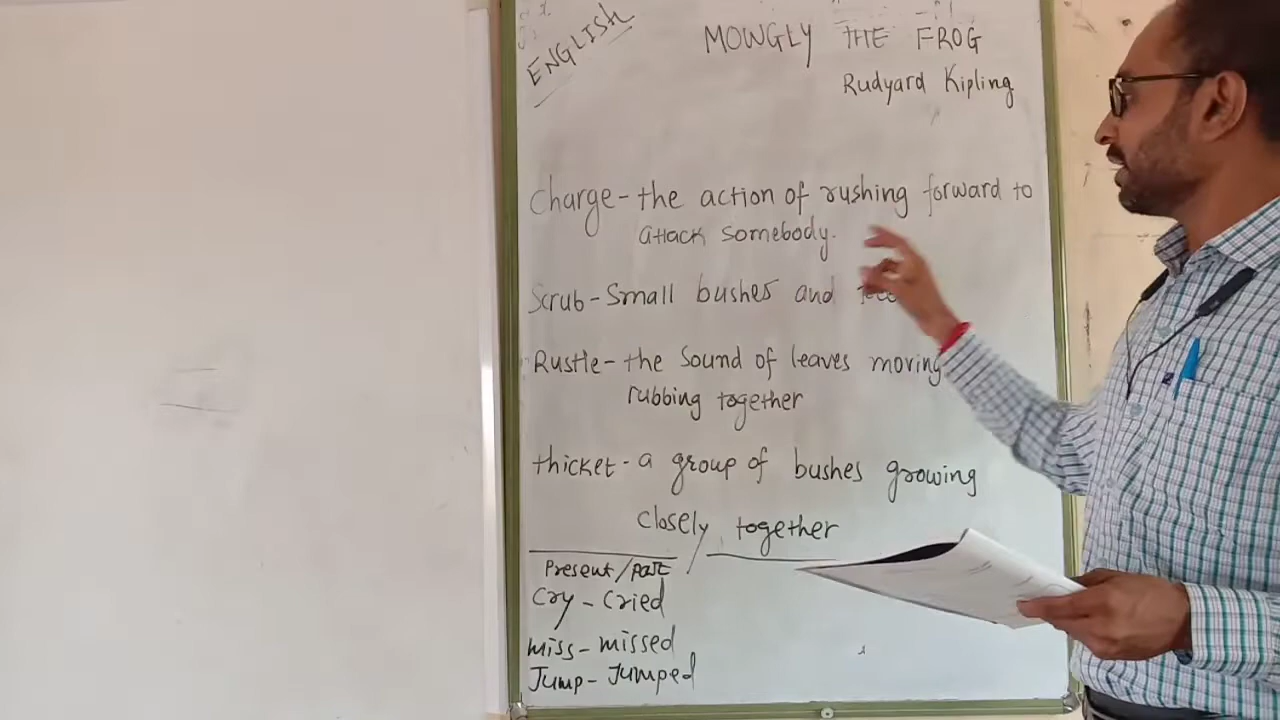 ENGLISH
MOWGLY THE FROG
Rudyard Kipling
Charge - the action of rushing forward to
attack somebody.
Scrub - Small bushes and
Rustle - the Sound of leaves moving
rubbing together
thicket - a group of bushes growing
closely together
Present / past
Cry - Cried
miss - missed
Jump - Jumped